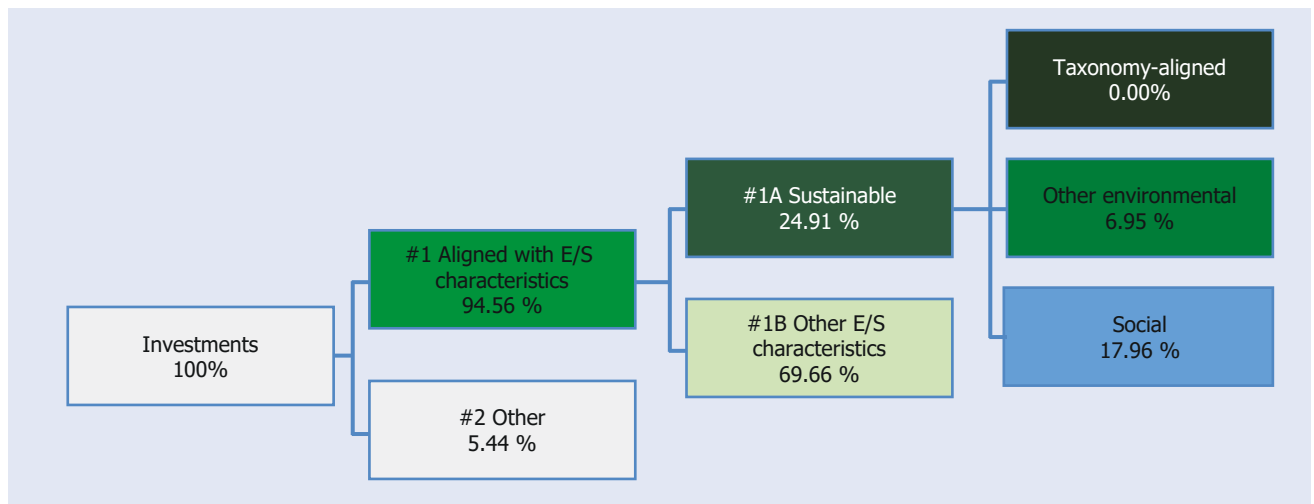 Investments
100%
#1 Aligned with E/S
characteristics
94.56 %
#2 Other
5.44 %
#1A Sustainable
24.91 %
#1B Other E/S
characteristics
69.66 %
Taxonomy-aligned
0.00%
Other environmental
6.95 %
Social
17.96 %